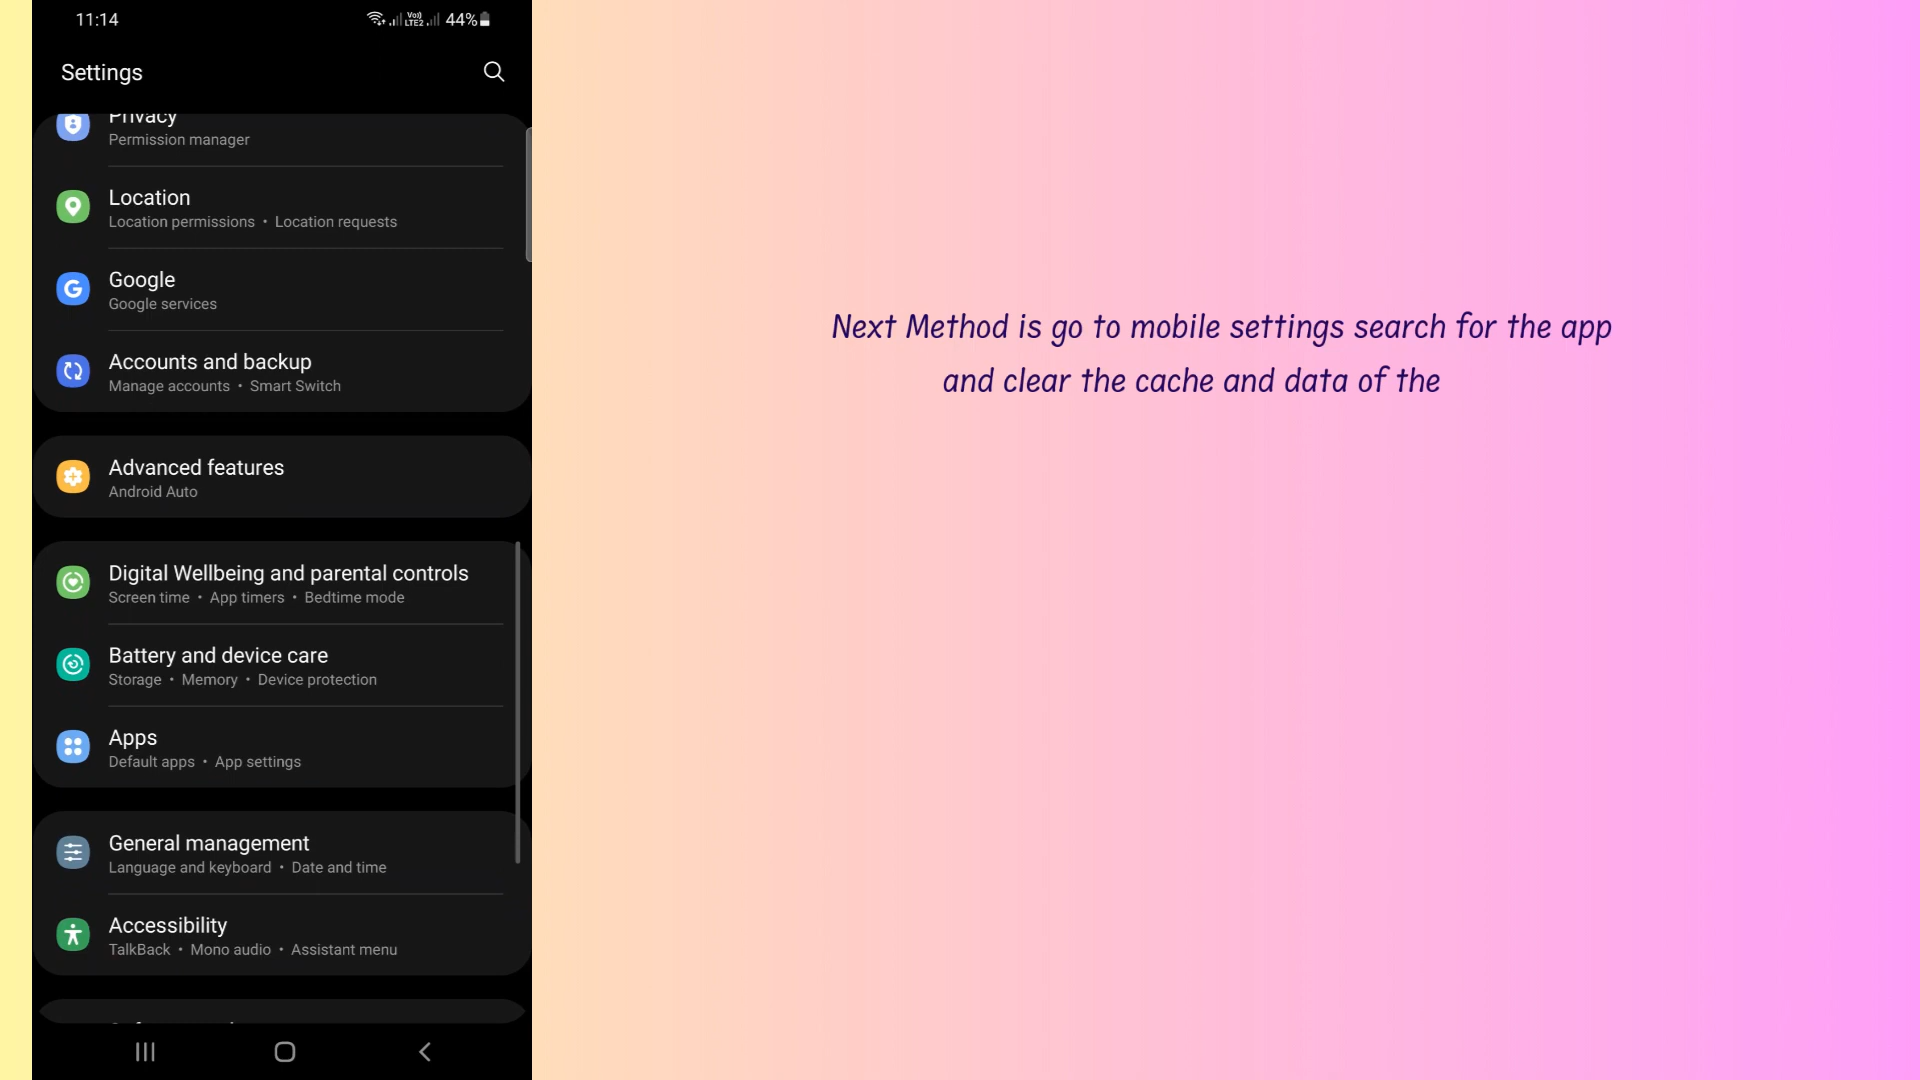 11:14
Vo)) LTE2 44%
Settings
Privacy
Permission manager
Location
Location permissions • Location requests
Google
Google services
Accounts and backup
Manage accounts • Smart Switch
Advanced features
Android Auto
Digital Wellbeing and parental controls
Screen time • App timers • Bedtime mode
Battery and device care
Storage • Memory • Device protection
Apps
Default apps • App settings
General management
Language and keyboard • Date and time
Accessibility
TalkBack • Mono audio • Assistant menu
Next Method is go to mobile settings search for the app
and clear the cache and data of the